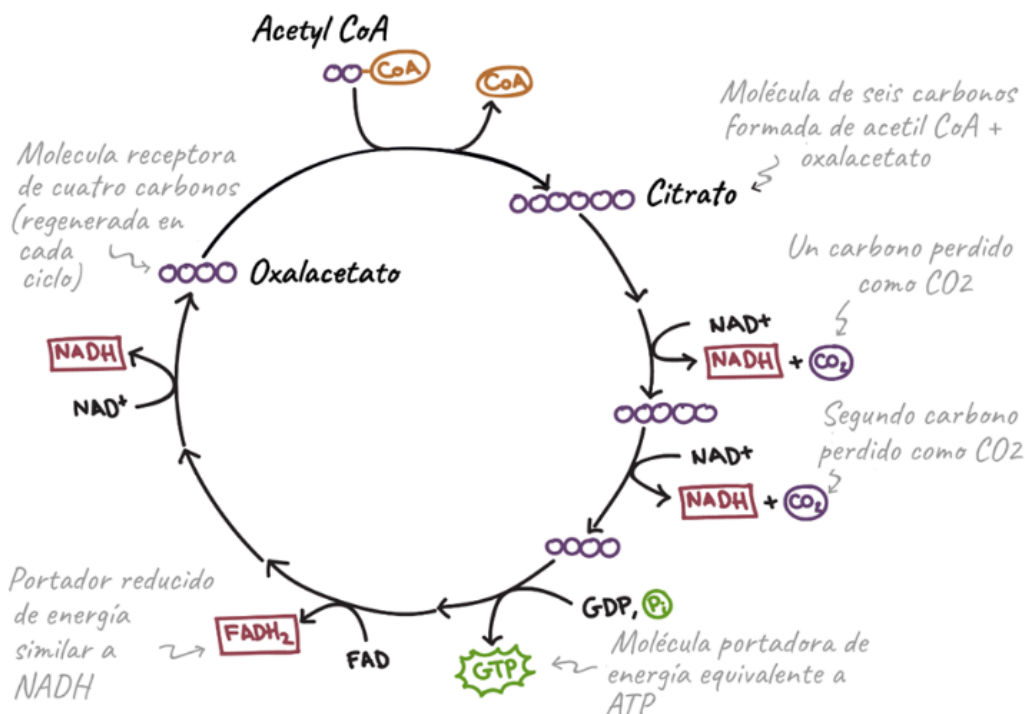 Acetyl CoA
CoA
CoA
Molécula de seis carbonos
formada de acetil CoA +
oxalacetato
Molecula receptora
de cuatro carbonos
(regenerada en
cada
ciclo)
Citrato
Oxalacetato
Un carbono perdido
como CO2
NAD+
NADH + CO₂
NADH
NAD⁺
Segundo carbono
perdido como CO2
NAD+
NADH + CO₂
Portador reducido
de energía
similar a
NADH
FADH₂
FAD
GDP, Pi
GTP
Molécula portadora de
energía equivalente a
ATP